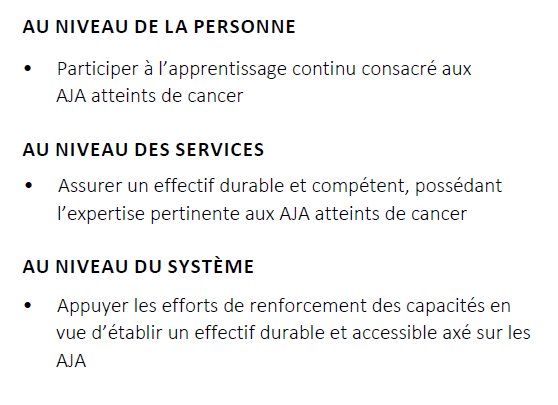 AU NIVEAU DE LA PERSONNE
• Participer à l’apprentissage continu consacré aux
AJA atteints de cancer
AU NIVEAU DES SERVICES
• Assurer un effectif durable et compétent, possédant
l’expertise pertinente aux AJA atteints de cancer
AU NIVEAU DU SYSTÈME
• Appuyer les efforts de renforcement des capacités en
vue d’établir un effectif durable et accessible axé sur les
AJA